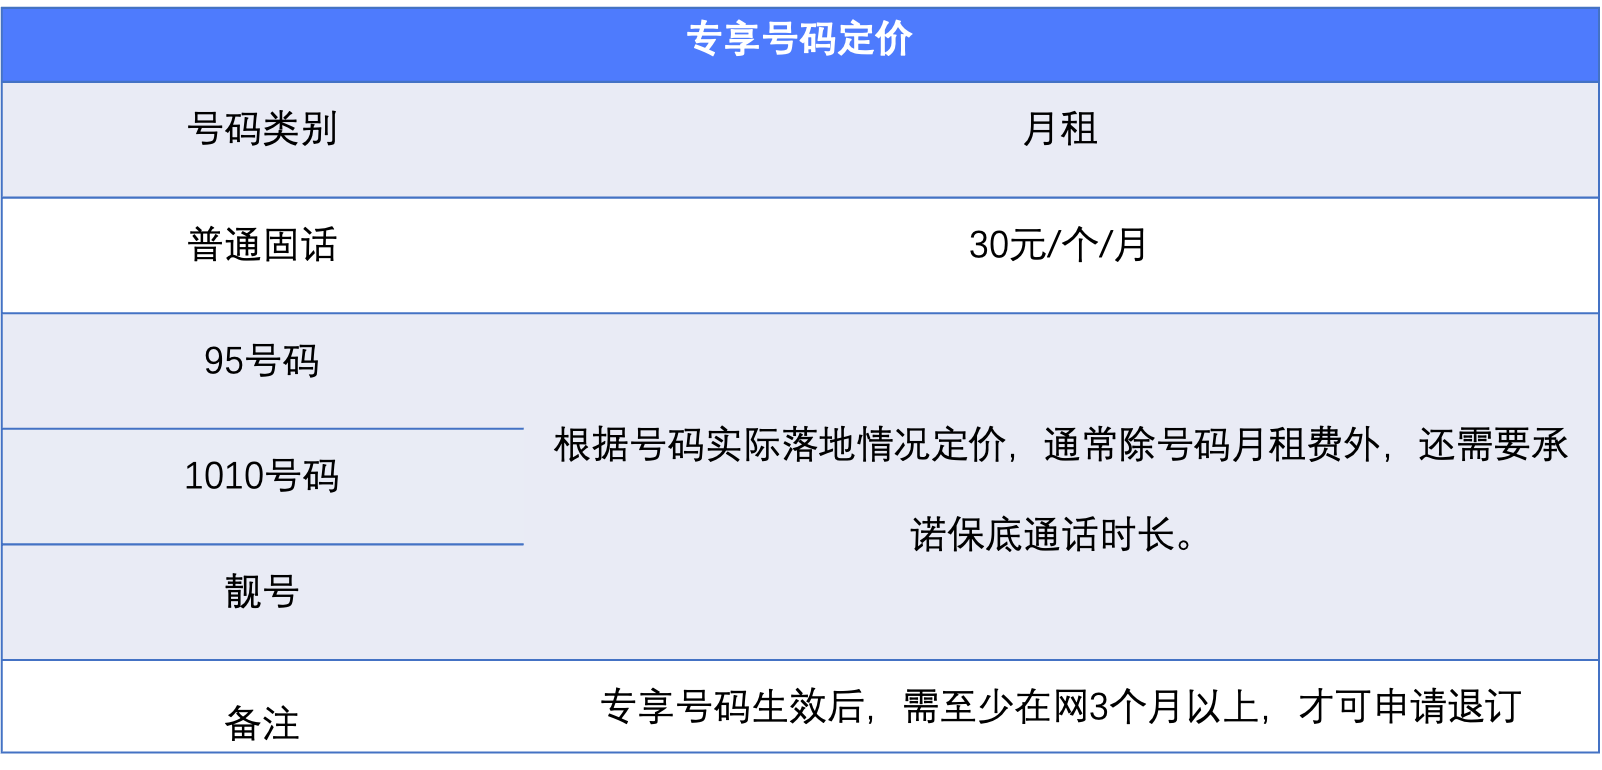 专享号码定价
号码类别
月租
普通固话
30元/个/月
95号码
1010号码
靓号
根据号码实际落地情况定价，通常除号码月租费外，还需要承
诺保底通话时长。
备注
专享号码生效后，需至少在网3个月以上，才可申请退订